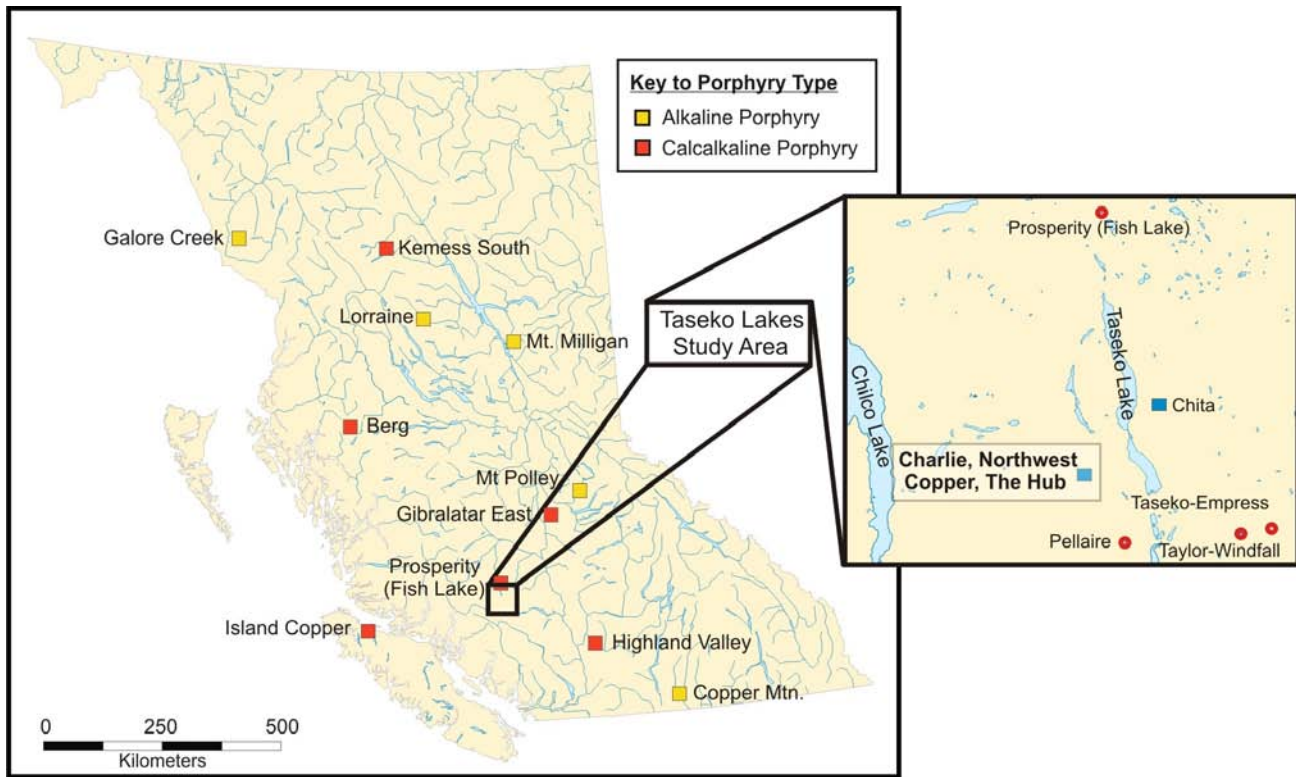 Key to Porphyry Type
Alkaline Porphyry
Calcalkaline Porphyry
Galore Creek
Kemess South
Lorraine
Mt. Milligan
Berg
Mt Polley
Gibralatar East
Prosperity
(Fish Lake)
Island Copper
Highland Valley
Copper Mtn.
0 250 500
Kilometers
Taseko Lakes
Study Area
Prosperity (Fish Lake)
Taseko Lake
Chilco Lake
Chita
Charlie, Northwest
Copper, The Hub
Taseko-Empress
Pellaire
Taylor-Windfall